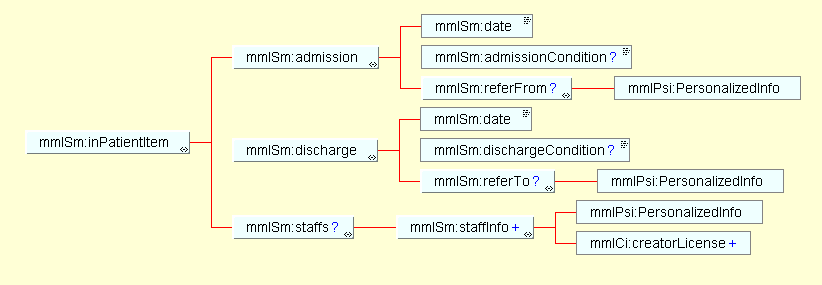 mmlSm:date
mmlSm:admission
mmlSm:admissionCondition?
mmlSm:referFrom?
mmlPsi:PersonalizedInfo
mmlSm:date
mmlSm:inPatientItem
mmlSm:discharge
mmlSm:dischargeCondition?
mmlSm:referTo?
mmlPsi:PersonalizedInfo
mmlPsi:PersonalizedInfo
mmlSm:staffs?
mmlSm:staffInfo+
mmlCi:creatorLicense+